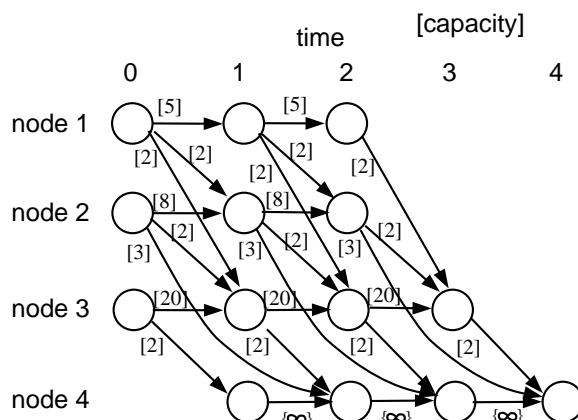 [capacity]
time
0 1 2 3 4
node 1 [5] [5]
[2] [2] [2] [2] [2]
node 2 [8] [8]
[3] [2] [3] [2] [3] [2]
node 3 [20] [20] [20]
[2] [2] [2] [2]
node 4
{∞} {∞} {∞}